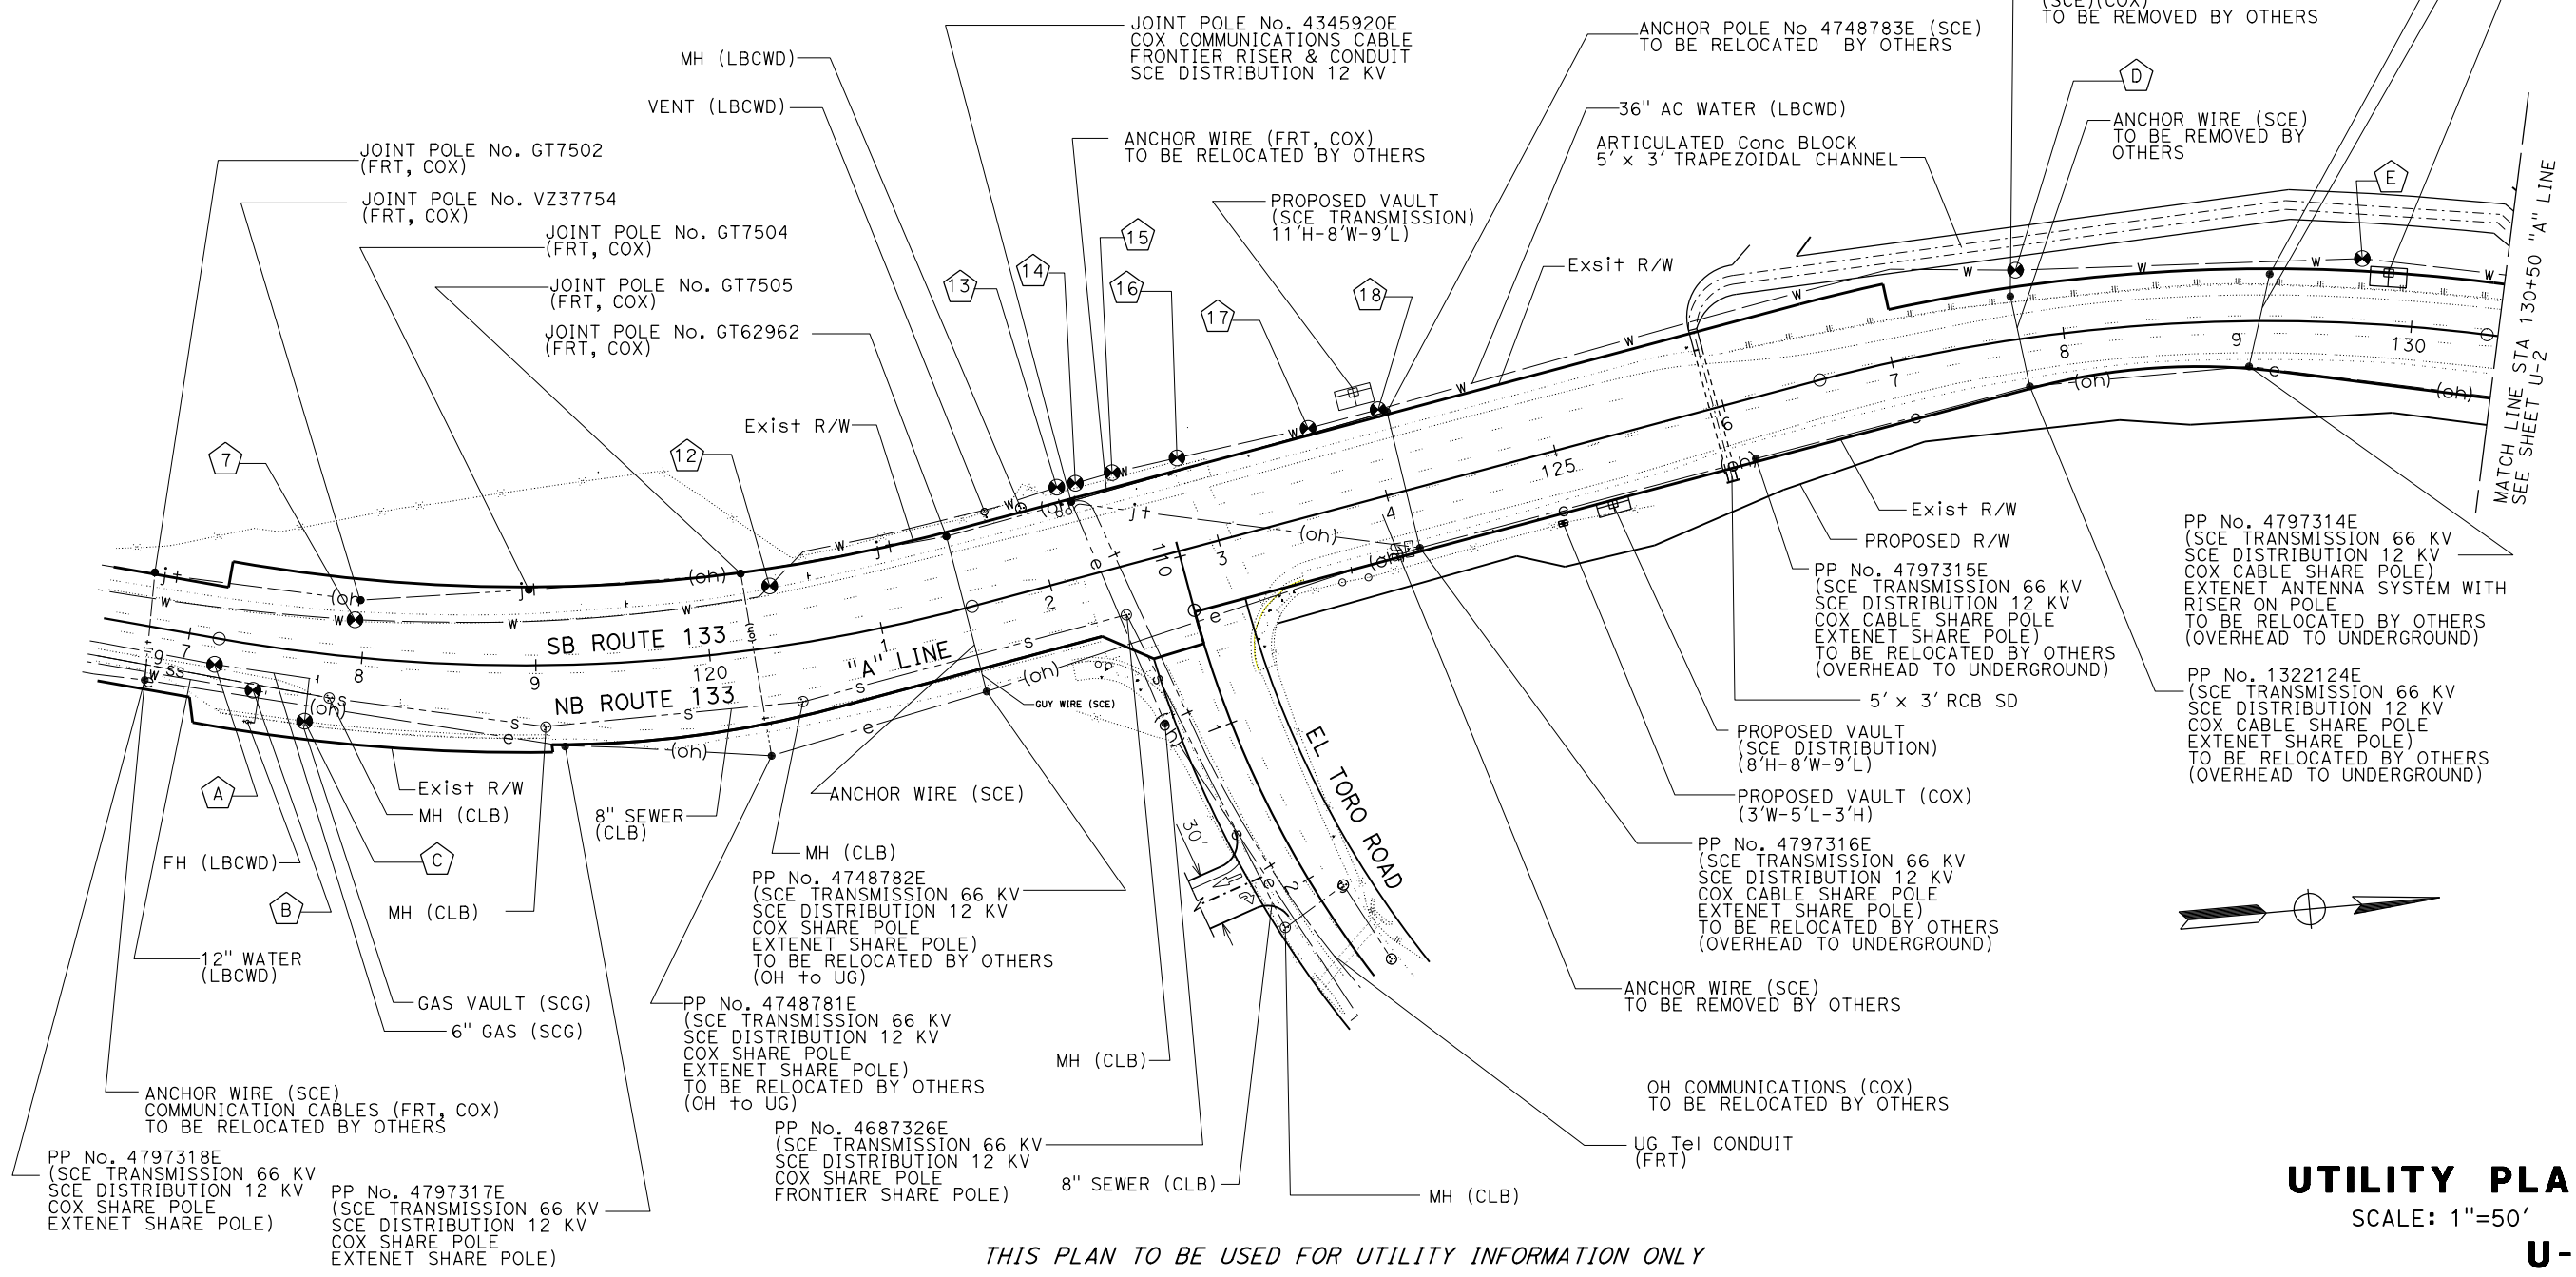 (SCE)(COX)
TO BE REMOVED BY OTHERS
JOINT POLE No. 4345920E
COX COMMUNICATIONS CABLE
FRONTIER RISER & CONDUIT
SCE DISTRIBUTION 12 KV
ANCHOR POLE No 4748783E (SCE)
TO BE RELOCATED BY OTHERS
MH (LBCWD)
VENT (LBCWD)
D
36" AC WATER (LBCWD)
ANCHOR WIRE (SCE)
TO BE REMOVED BY
OTHERS
ANCHOR WIRE (FRT, COX)
TO BE RELOCATED BY OTHERS
ARTICULATED Conc BLOCK
5' x 3' TRAPEZOIDAL CHANNEL
JOINT POLE No. GT7502
(FRT, COX)
JOINT POLE No. VZ37754
(FRT, COX)
JOINT POLE No. GT7504
(FRT, COX)
JOINT POLE No. GT7505
(FRT, COX)
JOINT POLE No. GT62962
(FRT, COX)
PROPOSED VAULT
(SCE TRANSMISSION)
11'H-8'W-9'L)
E
MATCH LINE STA 130+50 "A" LINE
SEE SHEET U-2
13
14
15
16
17
18
Exsit R/W
Exist R/W
7
12
7
8
9
120
1
2
3
4
125
6
7
8
9
130
110
1
2
SB ROUTE 133
NB ROUTE 133
"A" LINE
EL TORO ROAD
30'
GUY WIRE (SCE)
Exist R/W
PROPOSED R/W
PP No. 4797315E
(SCE TRANSMISSION 66 KV
SCE DISTRIBUTION 12 KV
COX CABLE SHARE POLE
EXTENET SHARE POLE)
TO BE RELOCATED BY OTHERS
(OVERHEAD TO UNDERGROUND)
5' x 3' RCB SD
PP No. 4797314E
(SCE TRANSMISSION 66 KV
SCE DISTRIBUTION 12 KV
COX CABLE SHARE POLE)
EXTENET ANTENNA SYSTEM WITH
RISER ON POLE
TO BE RELOCATED BY OTHERS
(OVERHEAD TO UNDERGROUND)
PP No. 1322124E
(SCE TRANSMISSION 66 KV
SCE DISTRIBUTION 12 KV
COX CABLE SHARE POLE
EXTENET SHARE POLE)
TO BE RELOCATED BY OTHERS
(OVERHEAD TO UNDERGROUND)
PROPOSED VAULT
(SCE DISTRIBUTION)
(8'H-8'W-9'L)
PROPOSED VAULT (COX)
(3'W-5'L-3'H)
PP No. 4797316E
(SCE TRANSMISSION 66 KV
SCE DISTRIBUTION 12 KV
COX CABLE SHARE POLE
EXTENET SHARE POLE)
TO BE RELOCATED BY OTHERS
(OVERHEAD TO UNDERGROUND)
ANCHOR WIRE (SCE)
TO BE REMOVED BY OTHERS
A
Exist R/W
MH (CLB)
8" SEWER
(CLB)
ANCHOR WIRE (SCE)
FH (LBCWD)
C
MH (CLB)
B
MH (CLB)
12" WATER
(LBCWD)
PP No. 4748782E
(SCE TRANSMISSION 66 KV
SCE DISTRIBUTION 12 KV
COX SHARE POLE
EXTENET SHARE POLE)
TO BE RELOCATED BY OTHERS
(OH to UG)
GAS VAULT (SCG)
6" GAS (SCG)
PP No. 4748781E
(SCE TRANSMISSION 66 KV
SCE DISTRIBUTION 12 KV
COX SHARE POLE
EXTENET SHARE POLE)
TO BE RELOCATED BY OTHERS
(OH to UG)
MH (CLB)
ANCHOR WIRE (SCE)
COMMUNICATION CABLES (FRT, COX)
TO BE RELOCATED BY OTHERS
OH COMMUNICATIONS (COX)
TO BE RELOCATED BY OTHERS
PP No. 4687326E
(SCE TRANSMISSION 66 KV
SCE DISTRIBUTION 12 KV
COX SHARE POLE
FRONTIER SHARE POLE)
UG Tel CONDUIT
(FRT)
PP No. 4797318E
(SCE TRANSMISSION 66 KV
SCE DISTRIBUTION 12 KV
COX SHARE POLE
EXTENET SHARE POLE)
PP No. 4797317E
(SCE TRANSMISSION 66 KV
SCE DISTRIBUTION 12 KV
COX SHARE POLE
EXTENET SHARE POLE)
8" SEWER (CLB)
MH (CLB)
UTILITY PLA
SCALE: 1"=50'
U-
THIS PLAN TO BE USED FOR UTILITY INFORMATION ONLY